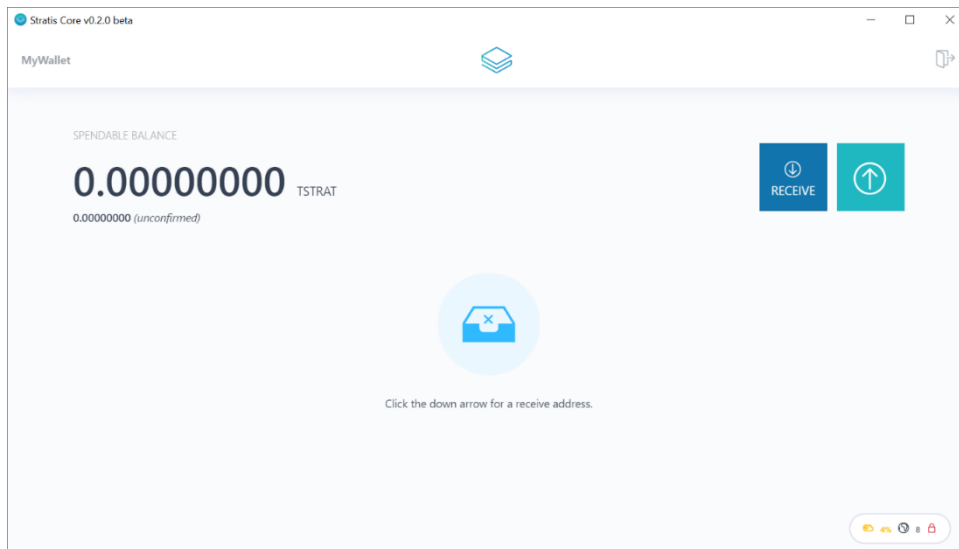 Stratis Core v0.2.0 beta
MyWallet
SPENDABLE BALANCE
0.00000000 TSTRAT
0.00000000 (unconfirmed)
RECEIVE
Click the down arrow for a receive address.
8